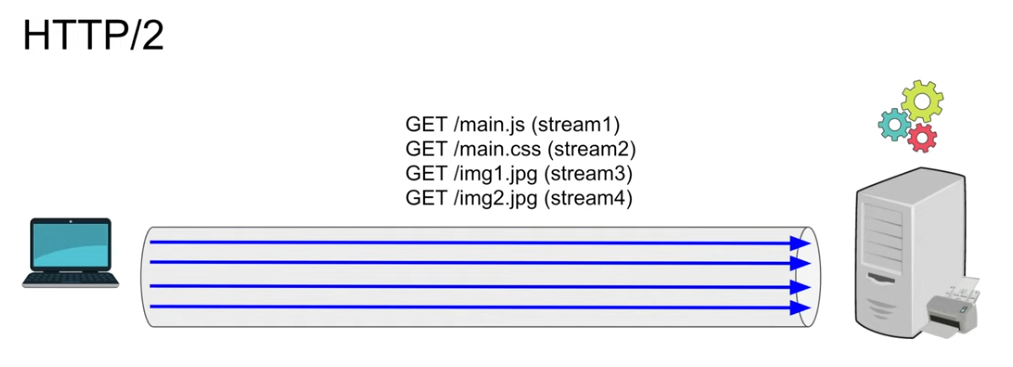 HTTP/2
GET /main.js (stream1)
GET /main.css (stream2)
GET /img1.jpg (stream3)
GET /img2.jpg (stream4)